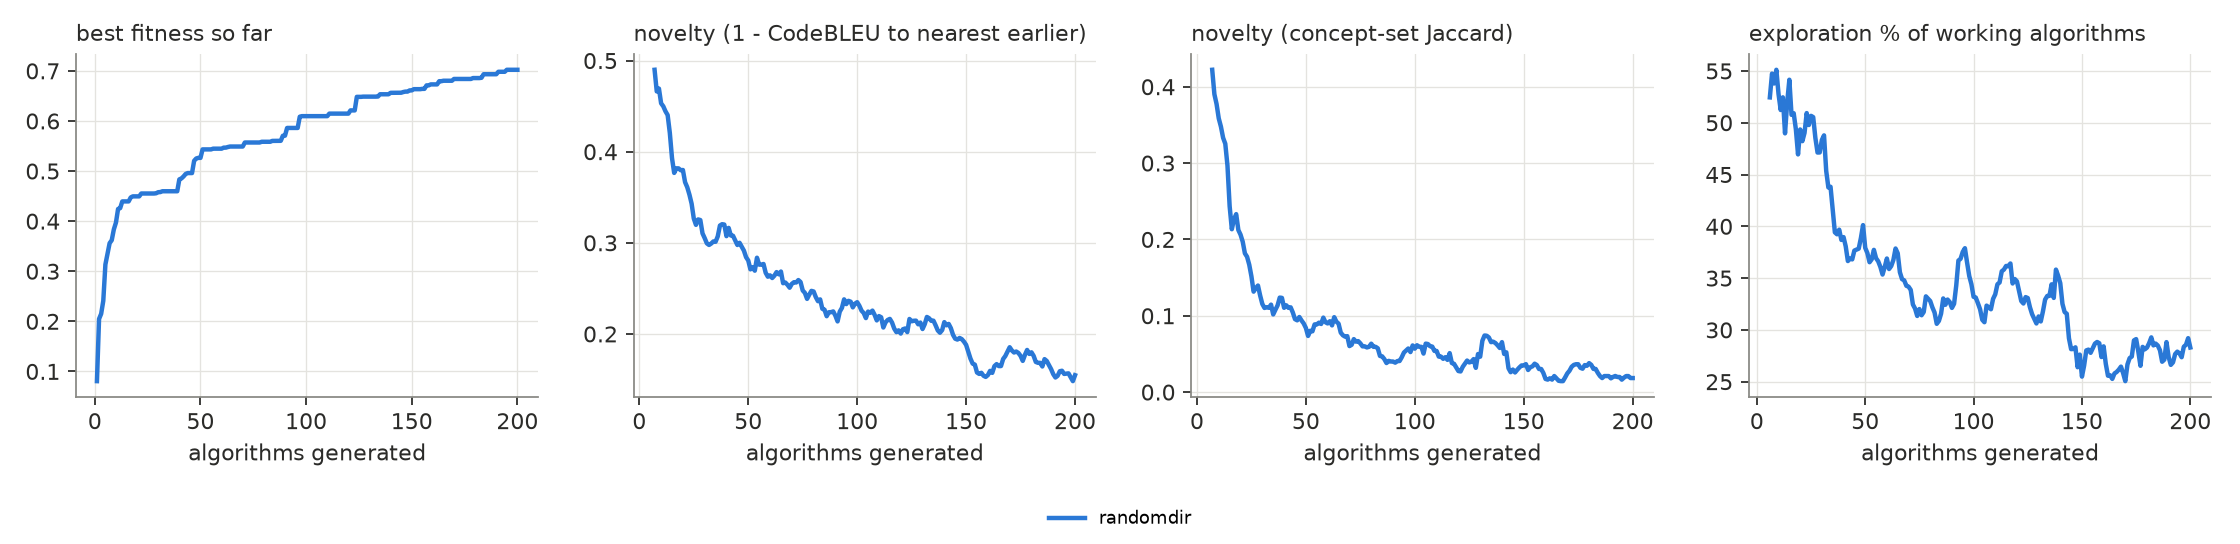 best fitness so far
0.7
0.6
0.5
0.4
0.3
0.2
0.1
0 50 100 150 200
algorithms generated
novelty (1 - CodeBLEU to nearest earlier)
0.5
0.4
0.3
0.2
0 50 100 150 200
algorithms generated
novelty (concept-set Jaccard)
0.4
0.3
0.2
0.1
0.0
0 50 100 150 200
algorithms generated
exploration % of working algorithms
55
50
45
40
35
30
25
0 50 100 150 200
algorithms generated
randomdir